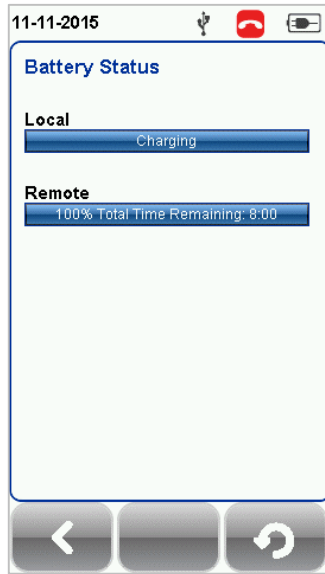 11-11-2015
Battery Status
Local
Charging
Remote
100% Total Time Remaining: 8:00